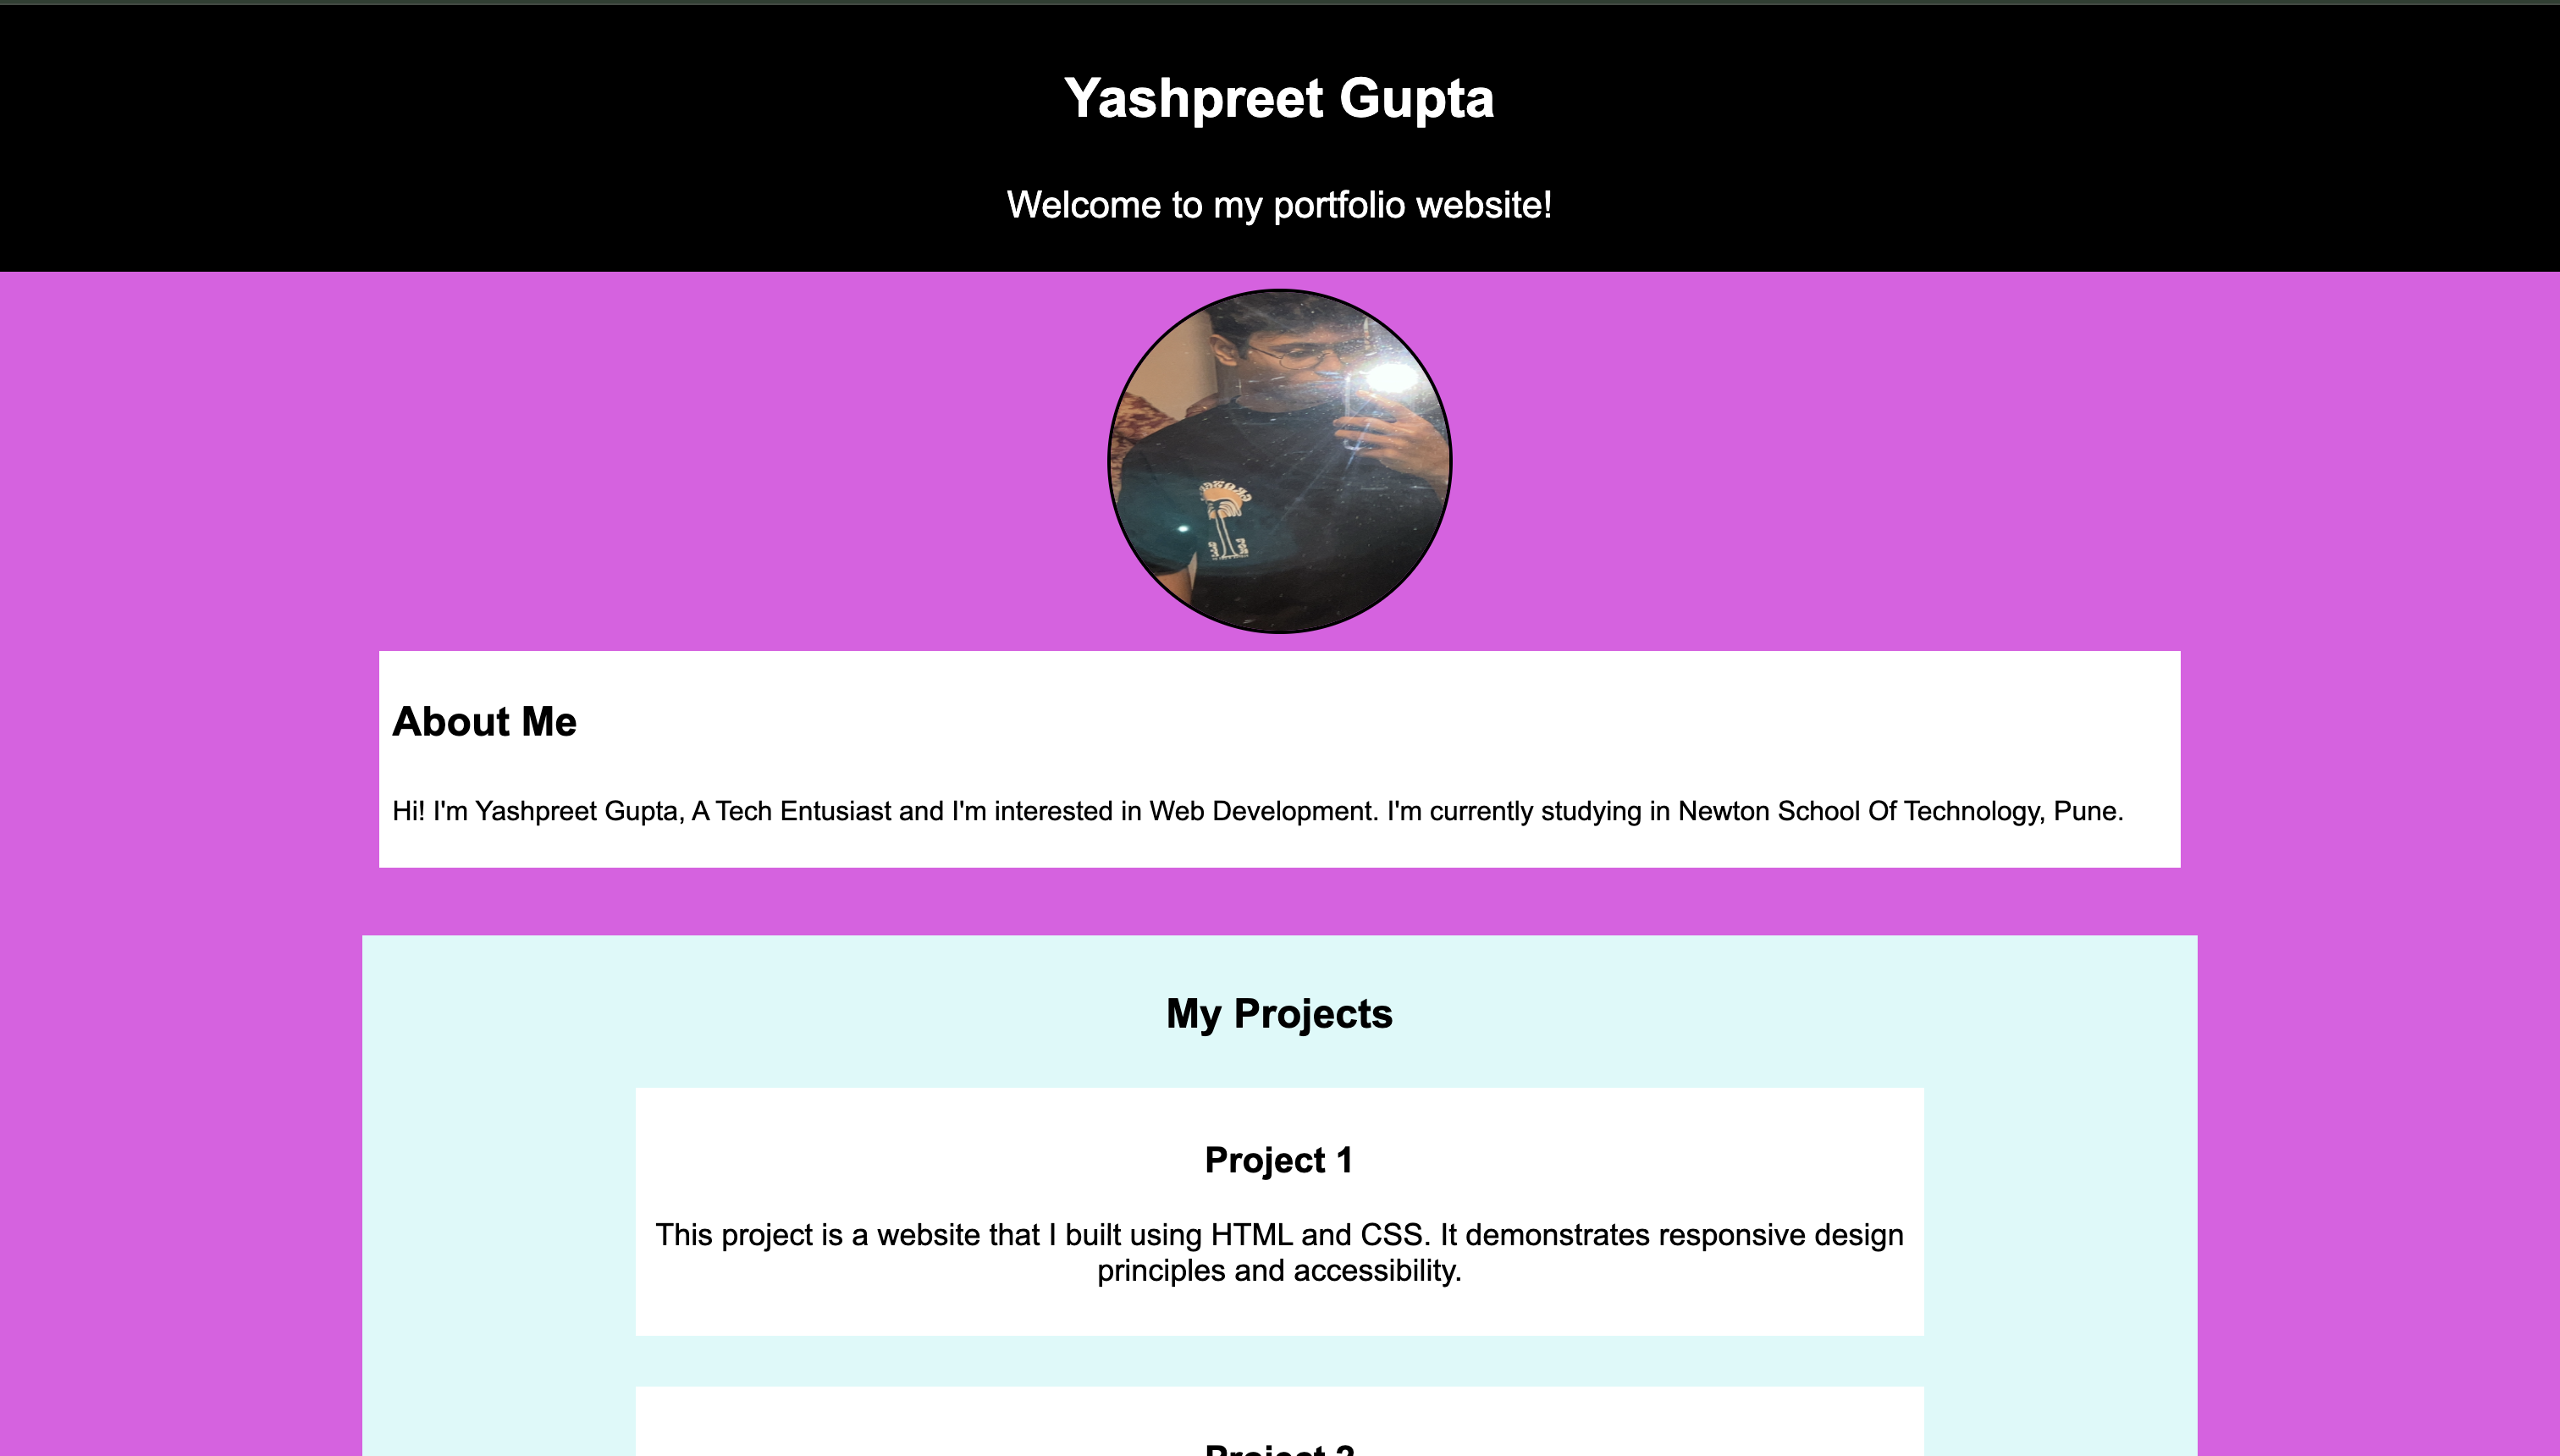 Yashpreet Gupta
Welcome to my portfolio website!
About Me
Hi! I'm Yashpreet Gupta, A Tech Entusiast and I'm interested in Web Development. I'm currently studying in Newton School Of Technology, Pune.
My Projects
Project 1
This project is a website that I built using HTML and CSS. It demonstrates responsive design
principles and accessibility.
Project 2